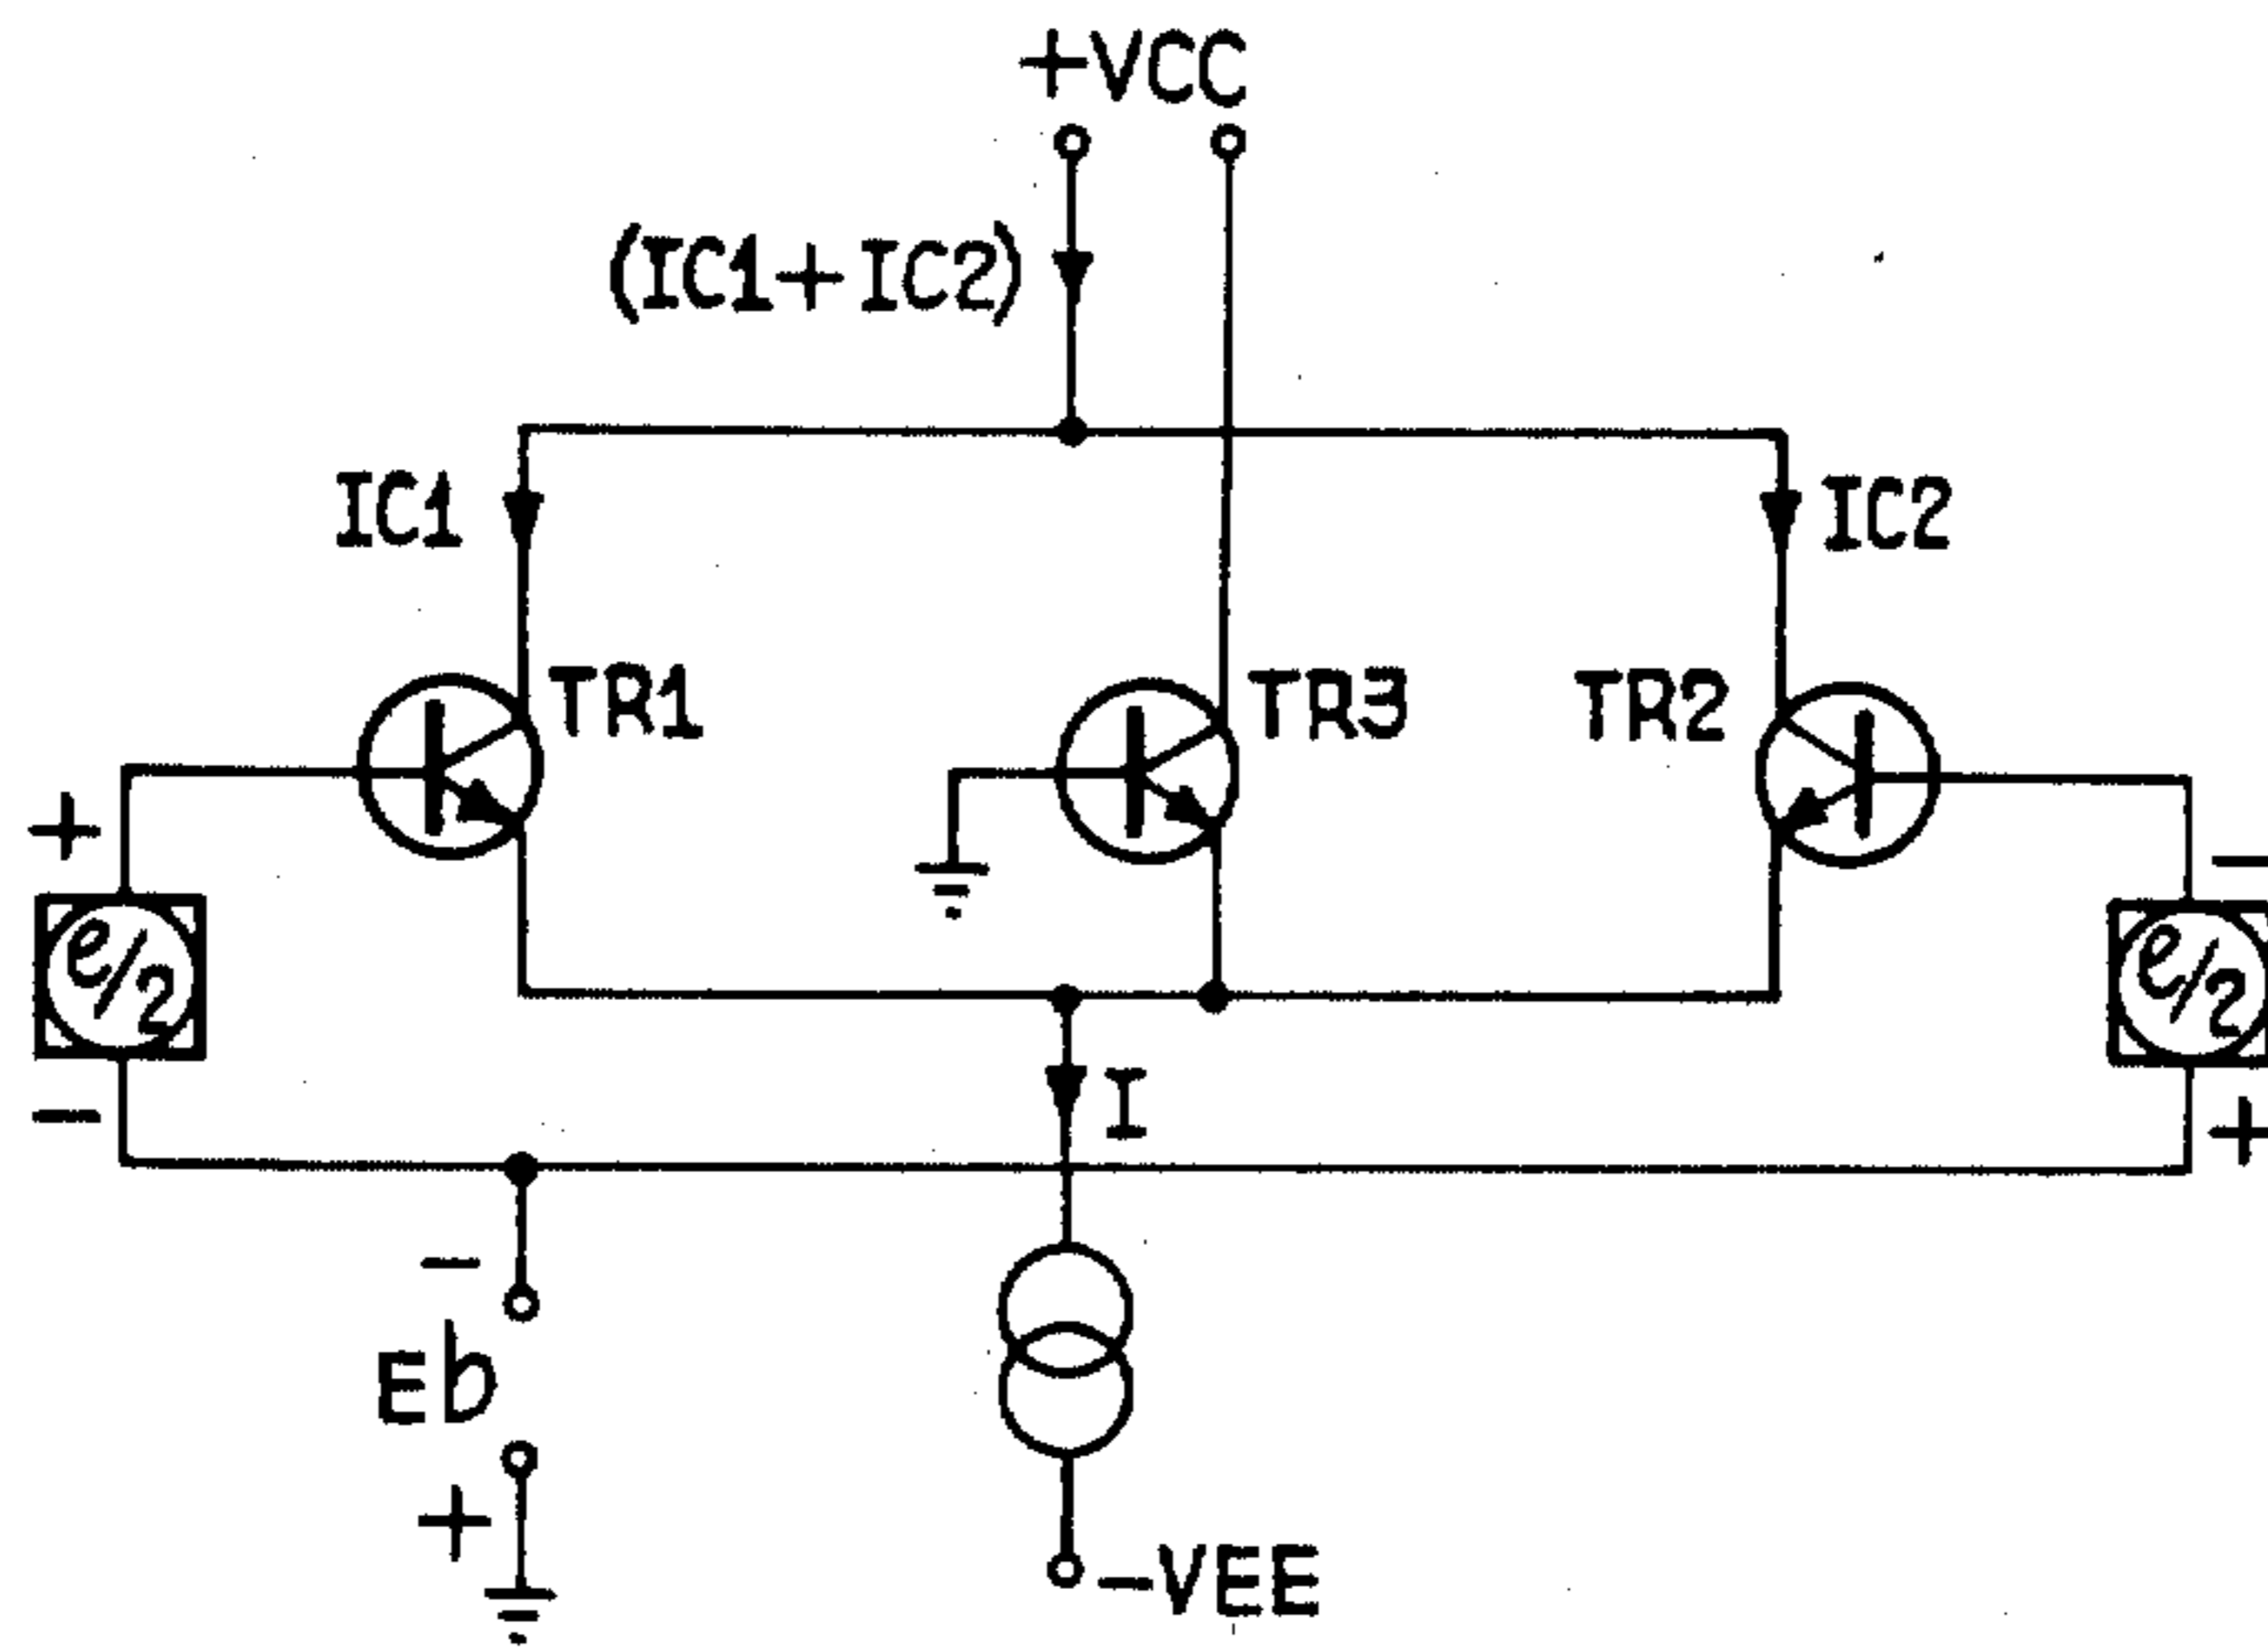 +VCC
(IC1+IC2)
IC1
IC2
TR1
TR3
TR2
+
−
e/2
e/2
−
I
+
−
Eb
+
−VEE